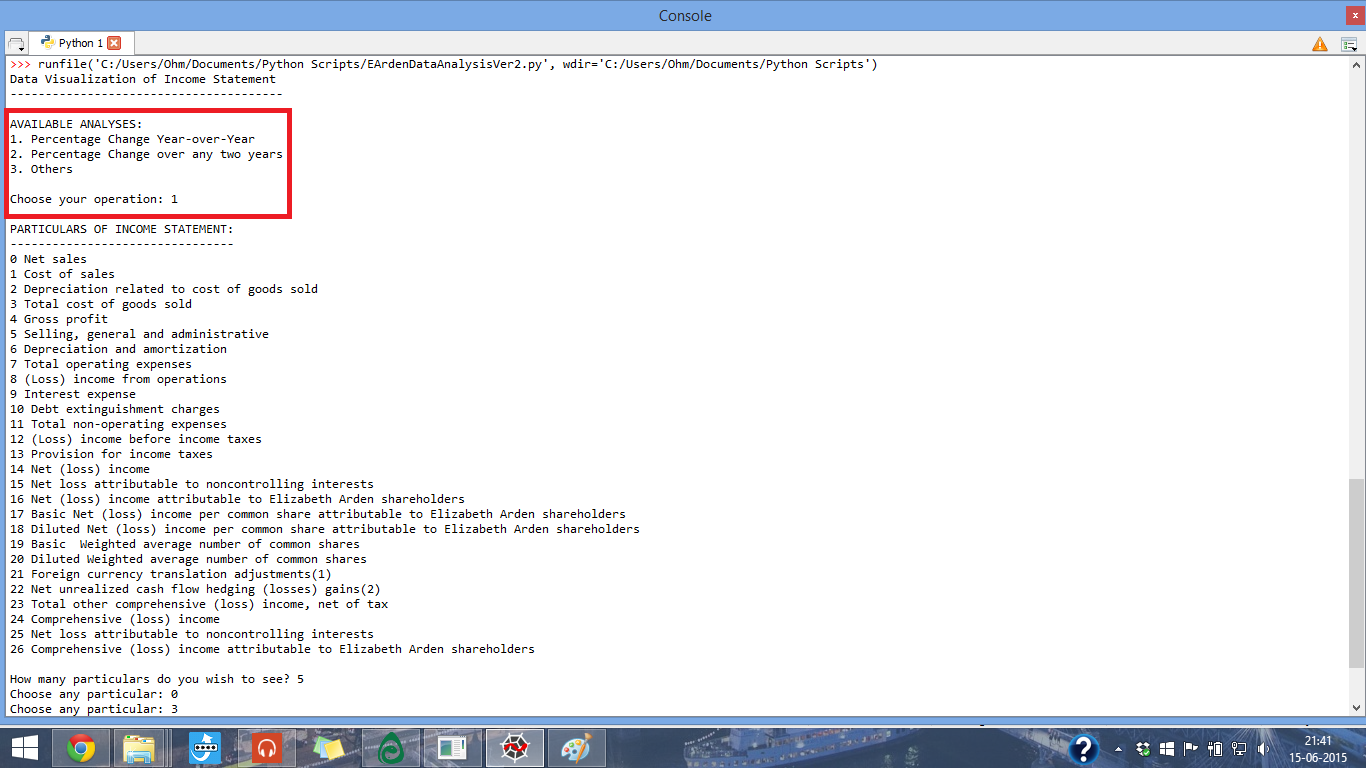 Console
Python 1
>>> runfile('C:/Users/Ohm/Documents/Python Scripts/EArdenDataAnalysisVer2.py', wdir='C:/Users/Ohm/Documents/Python Scripts')
Data Visualization of Income Statement
---------------------------------------
AVAILABLE ANALYSES:
1. Percentage Change Year-over-Year
2. Percentage Change over any two years
3. Others
Choose your operation: 1
PARTICULARS OF INCOME STATEMENT:
--------------------------------
0 Net sales
1 Cost of sales
2 Depreciation related to cost of goods sold
3 Total cost of goods sold
4 Gross profit
5 Selling, general and administrative
6 Depreciation and amortization
7 Total operating expenses
8 (Loss) income from operations
9 Interest expense
10 Debt extinguishment charges
11 Total non-operating expenses
12 (Loss) income before income taxes
13 Provision for income taxes
14 Net (loss) income
15 Net loss attributable to noncontrolling interests
16 Net (loss) income attributable to Elizabeth Arden shareholders
17 Basic Net (loss) income per common share attributable to Elizabeth Arden shareholders
18 Diluted Net (loss) income per common share attributable to Elizabeth Arden shareholders
19 Basic  Weighted average number of common shares
20 Diluted Weighted average number of common shares
21 Foreign currency translation adjustments(1)
22 Net unrealized cash flow hedging (losses) gains(2)
23 Total other comprehensive (loss) income, net of tax
24 Comprehensive (loss) income
25 Net loss attributable to noncontrolling interests
26 Comprehensive (loss) income attributable to Elizabeth Arden shareholders
How many particulars do you wish to see? 5
Choose any particular: 0
Choose any particular: 3
21:41
15-06-2015